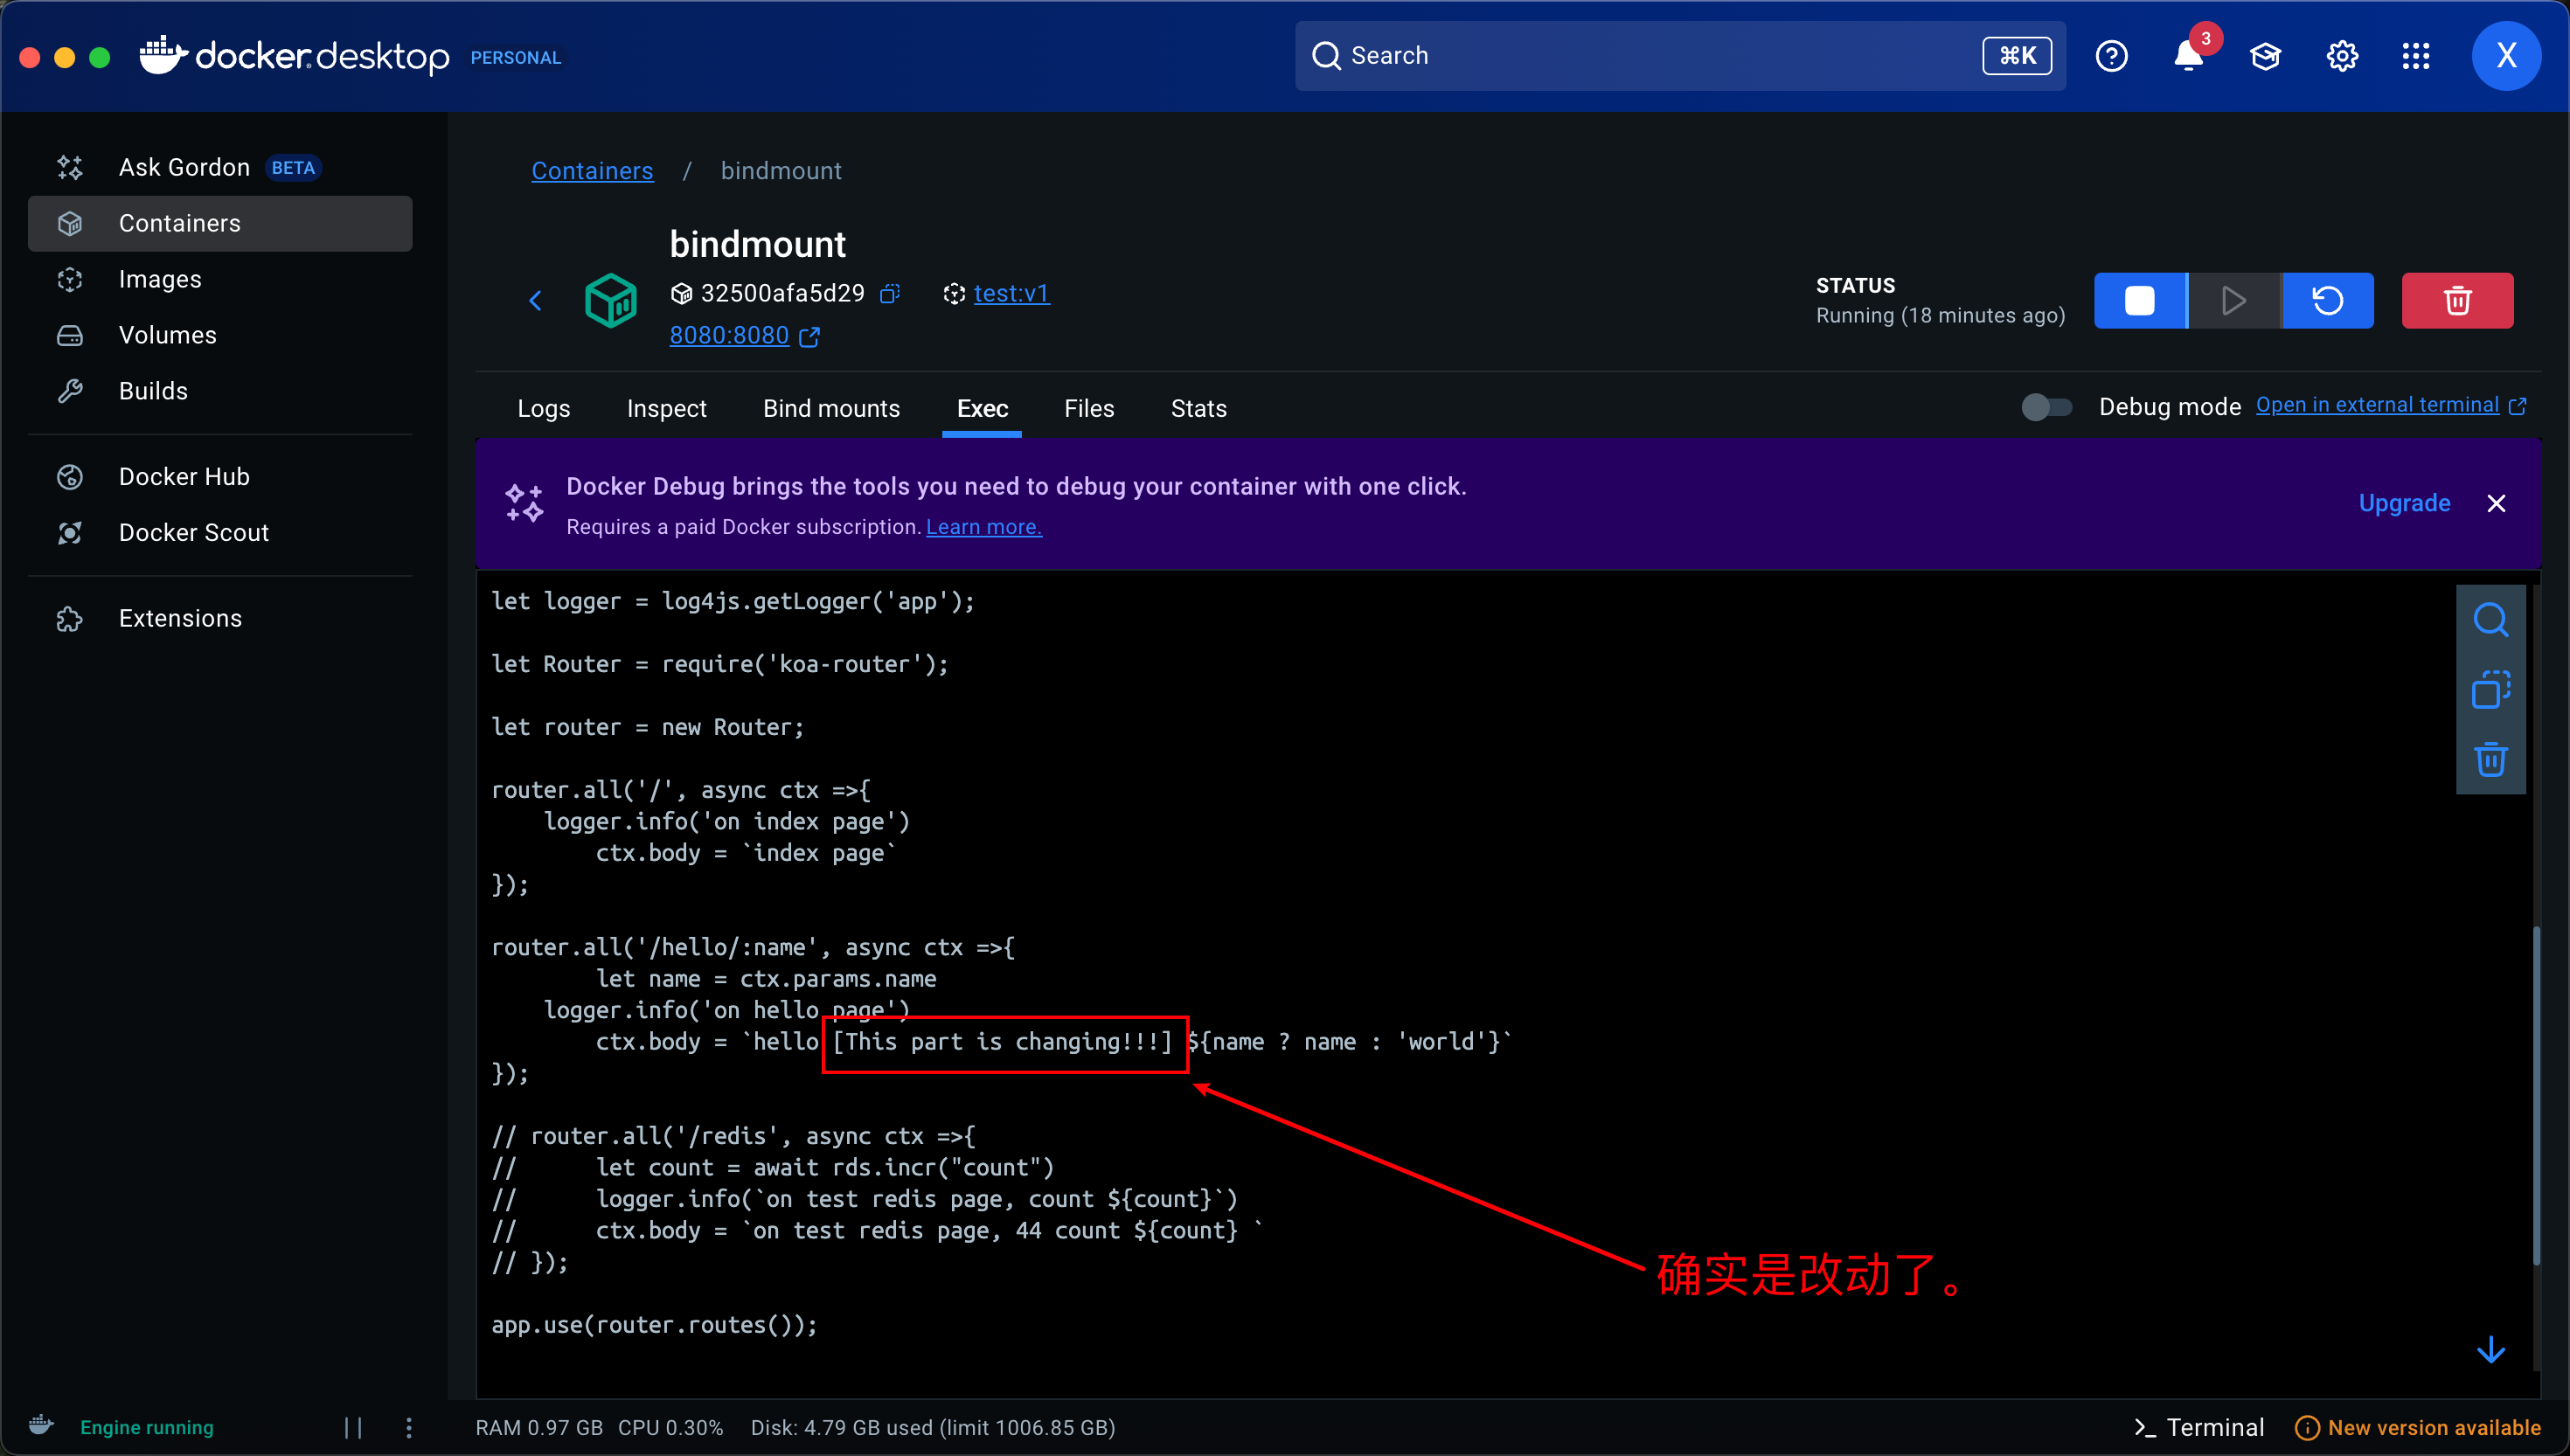 docker.desktop PERSONAL
Search
⌘K
3
X
Ask Gordon BETA
Containers
Images
Volumes
Builds
Docker Hub
Docker Scout
Extensions
Containers / bindmount
bindmount
32500afa5d29 test:v1
8080:8080
STATUS
Running (18 minutes ago)
Logs Inspect Bind mounts Exec Files Stats
Debug mode Open in external terminal
Docker Debug brings the tools you need to debug your container with one click.
Requires a paid Docker subscription. Learn more.
Upgrade
let logger = log4js.getLogger('app');
let Router = require('koa-router');
let router = new Router;
router.all('/', async ctx =>{
    logger.info('on index page')
        ctx.body = `index page`
});
router.all('/hello/:name', async ctx =>{
        let name = ctx.params.name
    logger.info('on hello page')
        ctx.body = `hello [This part is changing!!!] ${name ? name : 'world'}`
});
// router.all('/redis', async ctx =>{
//      let count = await rds.incr("count")
//      logger.info(`on test redis page, count ${count}`)
//      ctx.body = `on test redis page, 44 count ${count} `
// });
确实是改动了。
app.use(router.routes());
Engine running
RAM 0.97 GB CPU 0.30% Disk: 4.79 GB used (limit 1006.85 GB)
>_ Terminal
New version available